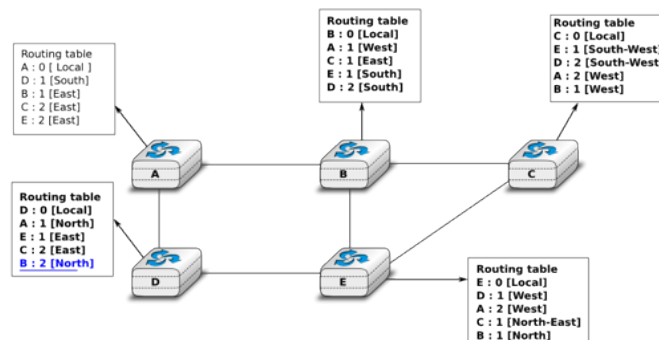 Routing table
A : 0 [ Local ]
D : 1 [South]
B : 1 [East]
C : 2 [East]
E : 2 [East]
Routing table
B : 0 [Local]
A : 1 [West]
C : 1 [East]
E : 1 [South]
D : 2 [South]
Routing table
C : 0 [Local]
E : 1 [South-West]
D : 2 [South-West]
A : 2 [West]
B : 1 [West]
A
B
C
Routing table
D : 0 [Local]
A : 1 [North]
E : 1 [East]
C : 2 [East]
B : 2 [North]
D
E
Routing table
E : 0 [Local]
D : 1 [West]
A : 2 [West]
C : 1 [North-East]
B : 1 [North]